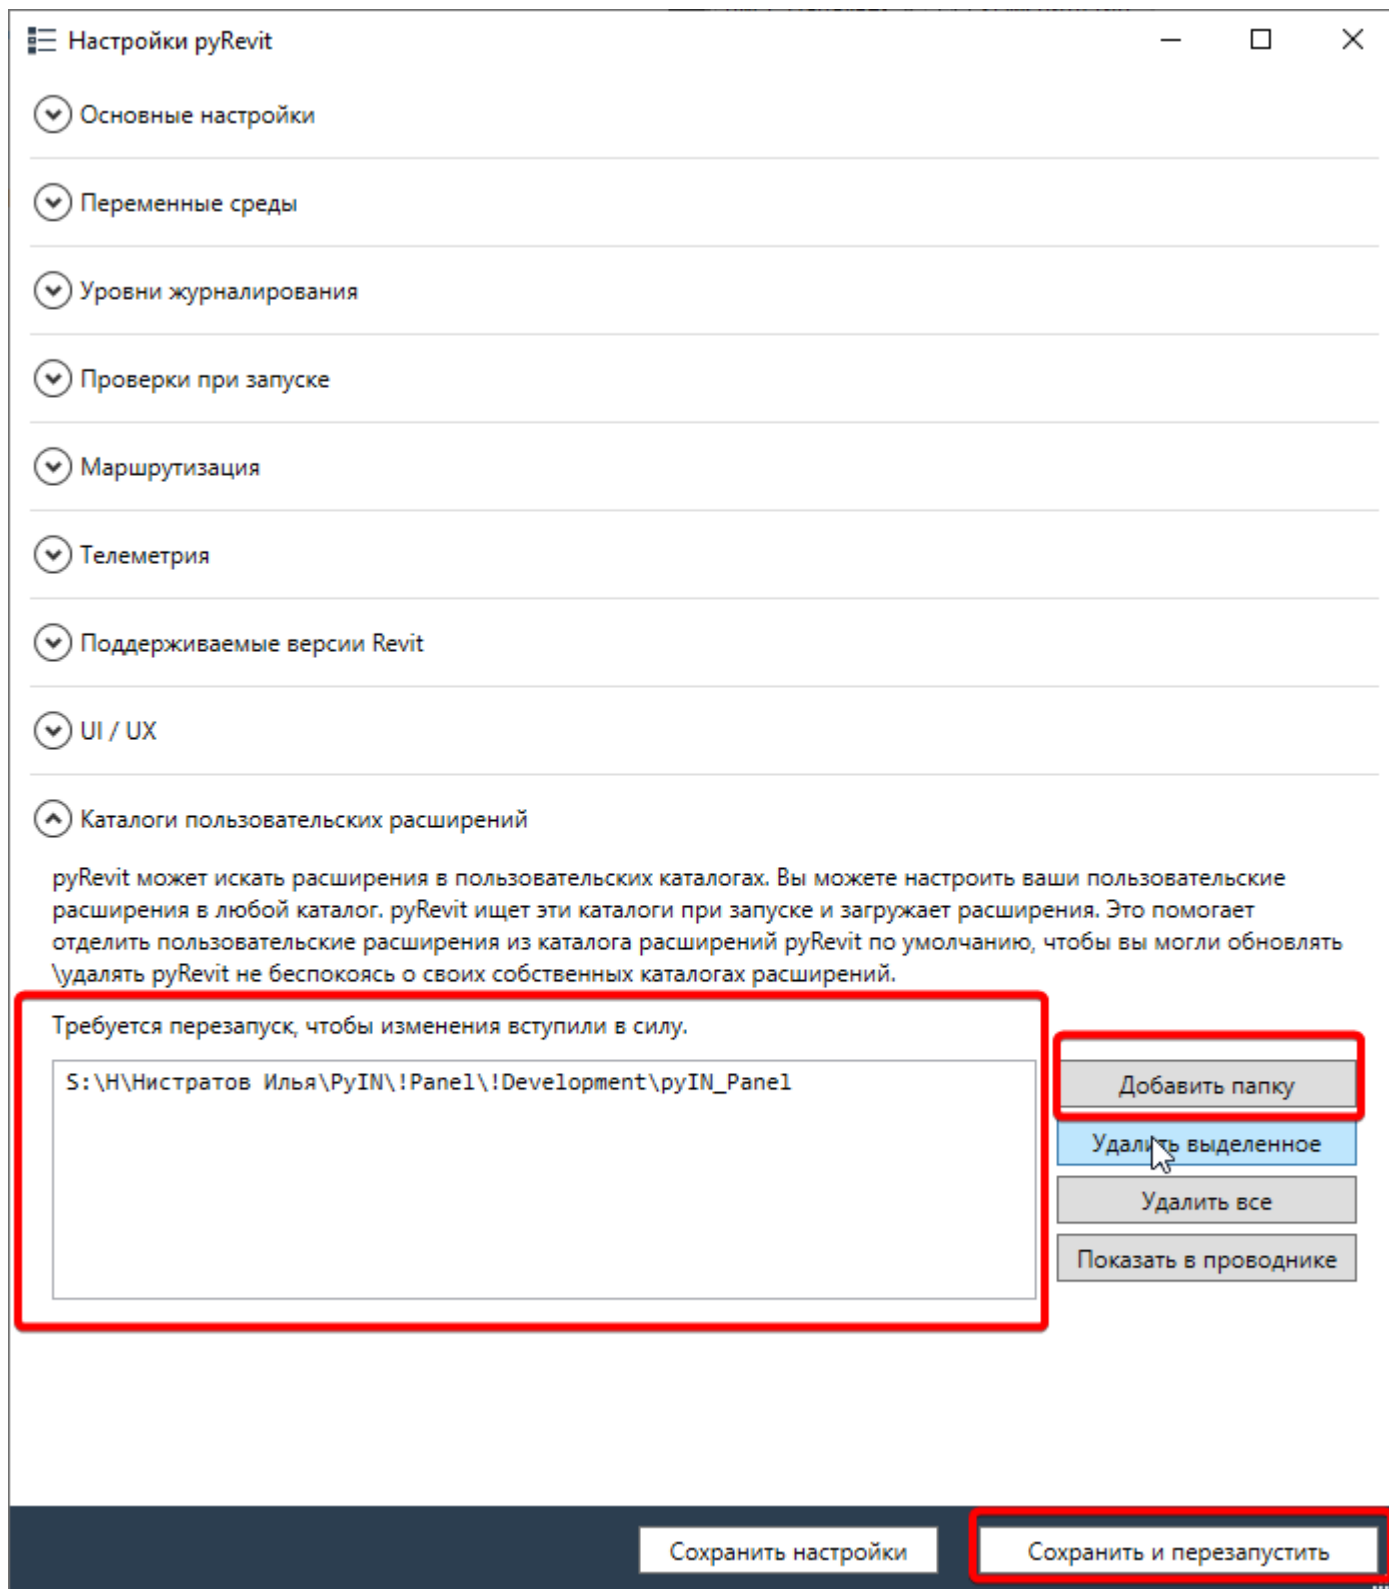 Настройки pyRevit
Основные настройки
Переменные среды
Уровни журналирования
Проверки при запуске
Маршрутизация
Телеметрия
Поддерживаемые версии Revit
UI / UX
Каталоги пользовательских расширений
pyRevit может искать расширения в пользовательских каталогах. Вы можете настроить ваши пользовательские
расширения в любой каталог. pyRevit ищет эти каталоги при запуске и загружает расширения. Это помогает
отделить пользовательские расширения из каталога расширений pyRevit по умолчанию, чтобы вы могли обновлять
\удалять pyRevit не беспокоясь о своих собственных каталогах расширений.
Требуется перезапуск, чтобы изменения вступили в силу.
S:\Н\Нистратов Илья\PyIN\!Panel\!Development\pyIN_Panel
Добавить папку
Удалить выделенное
Удалить все
Показать в проводнике
Сохранить настройки
Сохранить и перезапустить